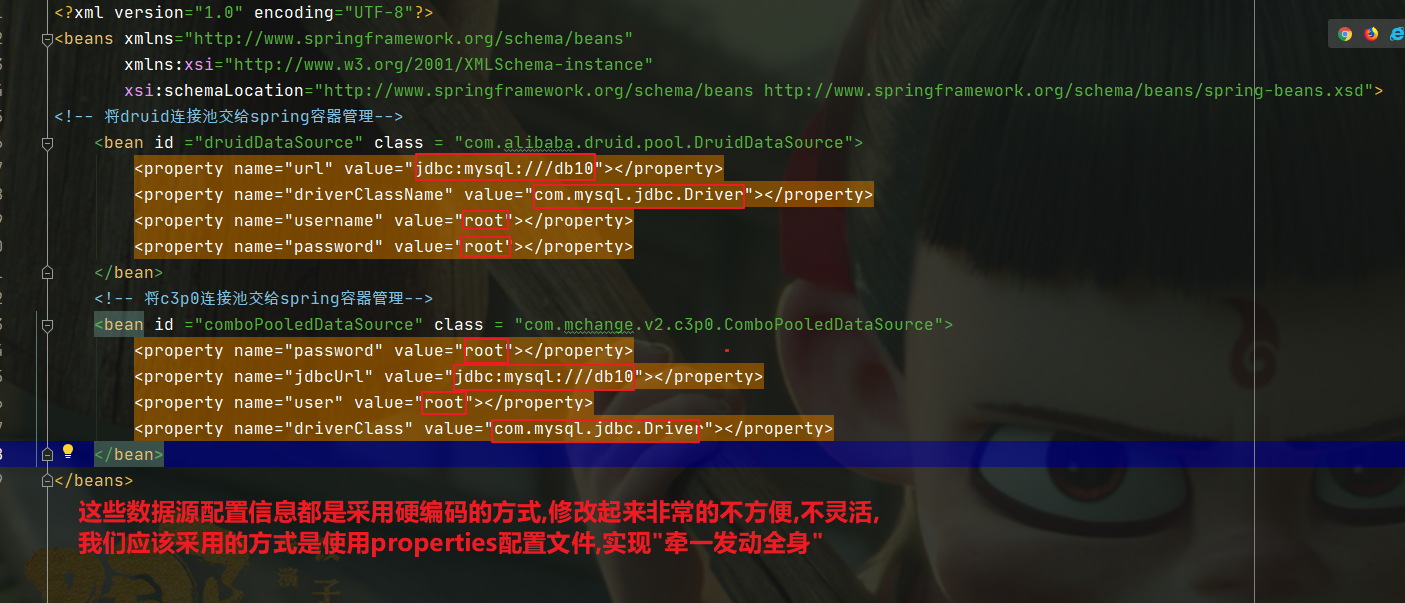 <?xml version="1.0" encoding="UTF-8"?>
<beans xmlns="http://www.springframework.org/schema/beans"
xmlns:xsi="http://www.w3.org/2001/XMLSchema-instance"
xsi:schemaLocation="http://www.springframework.org/schema/beans http://www.springframework.org/schema/beans/spring-beans.xsd">
<!-- 将druid连接池交给spring容器管理-->
<bean id ="druidDataSource" class = "com.alibaba.druid.pool.DruidDataSource">
<property name="url" value="jdbc:mysql:///db10"></property>
<property name="driverClassName" value="com.mysql.jdbc.Driver"></property>
<property name="username" value="root"></property>
<property name="password" value="root"></property>
</bean>
<!-- 将c3p0连接池交给spring容器管理-->
<bean id ="comboPooledDataSource" class = "com.mchange.v2.c3p0.ComboPooledDataSource">
<property name="password" value="root"></property>
<property name="jdbcUrl" value="jdbc:mysql:///db10"></property>
<property name="user" value="root"></property>
<property name="driverClass" value="com.mysql.jdbc.Driver"></property>
</bean>
</beans>
这些数据源配置信息都是采用硬编码的方式,修改起来非常的不方便,不灵活,
我们应该采用的方式是使用properties配置文件,实现"牵一发动全身"